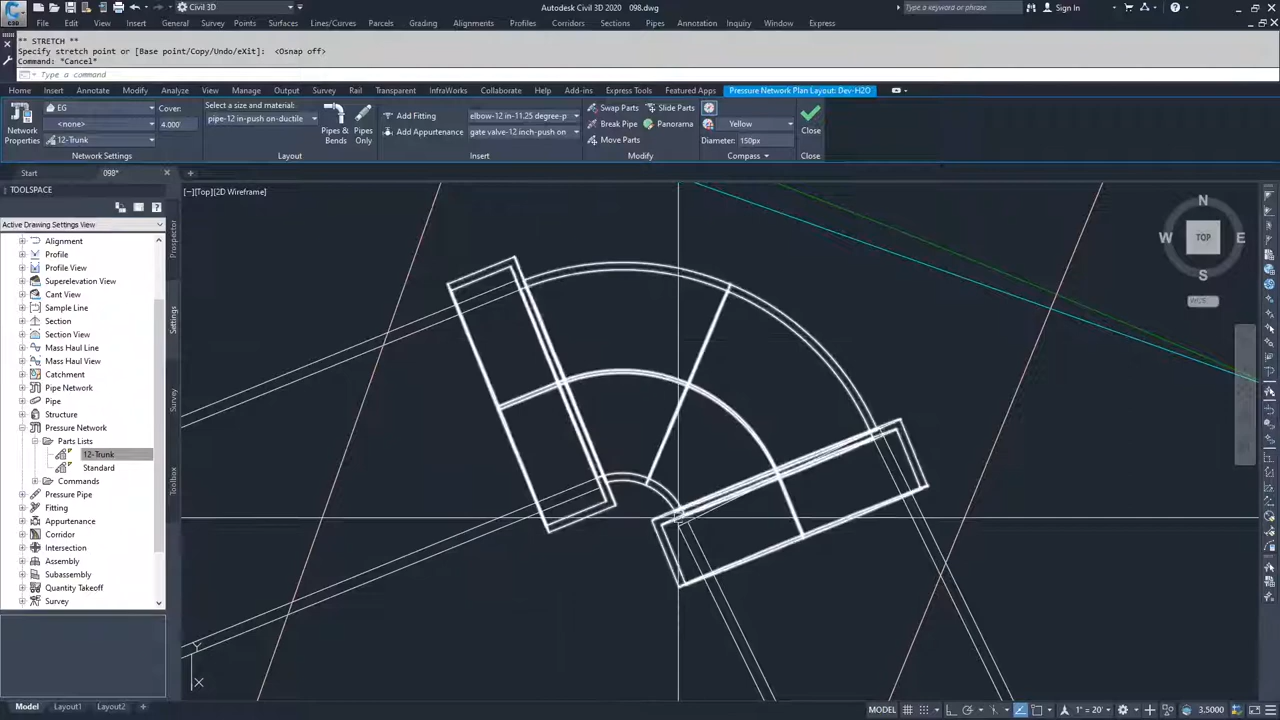 C3D
Civil 3D
Autodesk Civil 3D 2020 098.dwg
Type a keyword or phrase
Sign In
File
Edit
View
Insert
General
Survey
Points
Surfaces
Lines/Curves
Parcels
Grading
Alignments
Profiles
Corridors
Sections
Pipes
Annotation
Inquiry
Window
Express
** STRETCH **
Specify stretch point or [Base point/Copy/Undo/eXit]: <Osnap off>
Command: *Cancel*
Type a command
Home
Insert
Annotate
Modify
Analyze
View
Manage
Output
Survey
Rail
Transparent
InfraWorks
Collaborate
Help
Add-ins
Express Tools
Featured Apps
Pressure Network Plan Layout: Dev-H2O
Network Properties
EG
<none>
12-Trunk
Cover:
4.000'
Network Settings
Select a size and material:
pipe-12 in-push on-ductile
Pipes & Bends
Pipes Only
Layout
Add Fitting
elbow-12 in-11.25 degree-p
Add Appurtenance
gate valve-12 inch-push on
Insert
Swap Parts
Slide Parts
Break Pipe
Panorama
Move Parts
Modify
Yellow
Diameter: 150px
Compass
Close
Close
Start
098*
TOOLSPACE
Active Drawing Settings View
Alignment
Profile
Profile View
Superelevation View
Cant View
Sample Line
Section
Section View
Mass Haul Line
Mass Haul View
Catchment
Pipe Network
Pipe
Structure
Pressure Network
Parts Lists
12-Trunk
Standard
Commands
Pressure Pipe
Fitting
Appurtenance
Corridor
Intersection
Assembly
Subassembly
Quantity Takeoff
Survey
Prospector
Settings
Survey
Toolbox
[−][Top][2D Wireframe]
N
W
TOP
E
S
WCS
Y
X
Model
Layout1
Layout2
MODEL
1" = 20'
3.5000